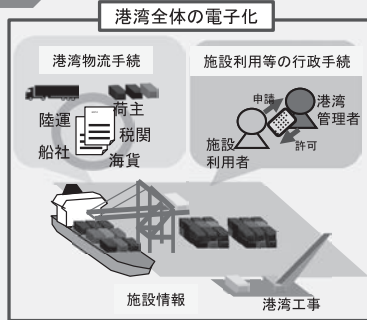 港湾全体の電子化
港湾物流手続
荷主
陸運
税関
船社
海貨
施設利用等の行政手続
申請
港湾
管理者
許可
施設
利用者
施設情報
港湾工事